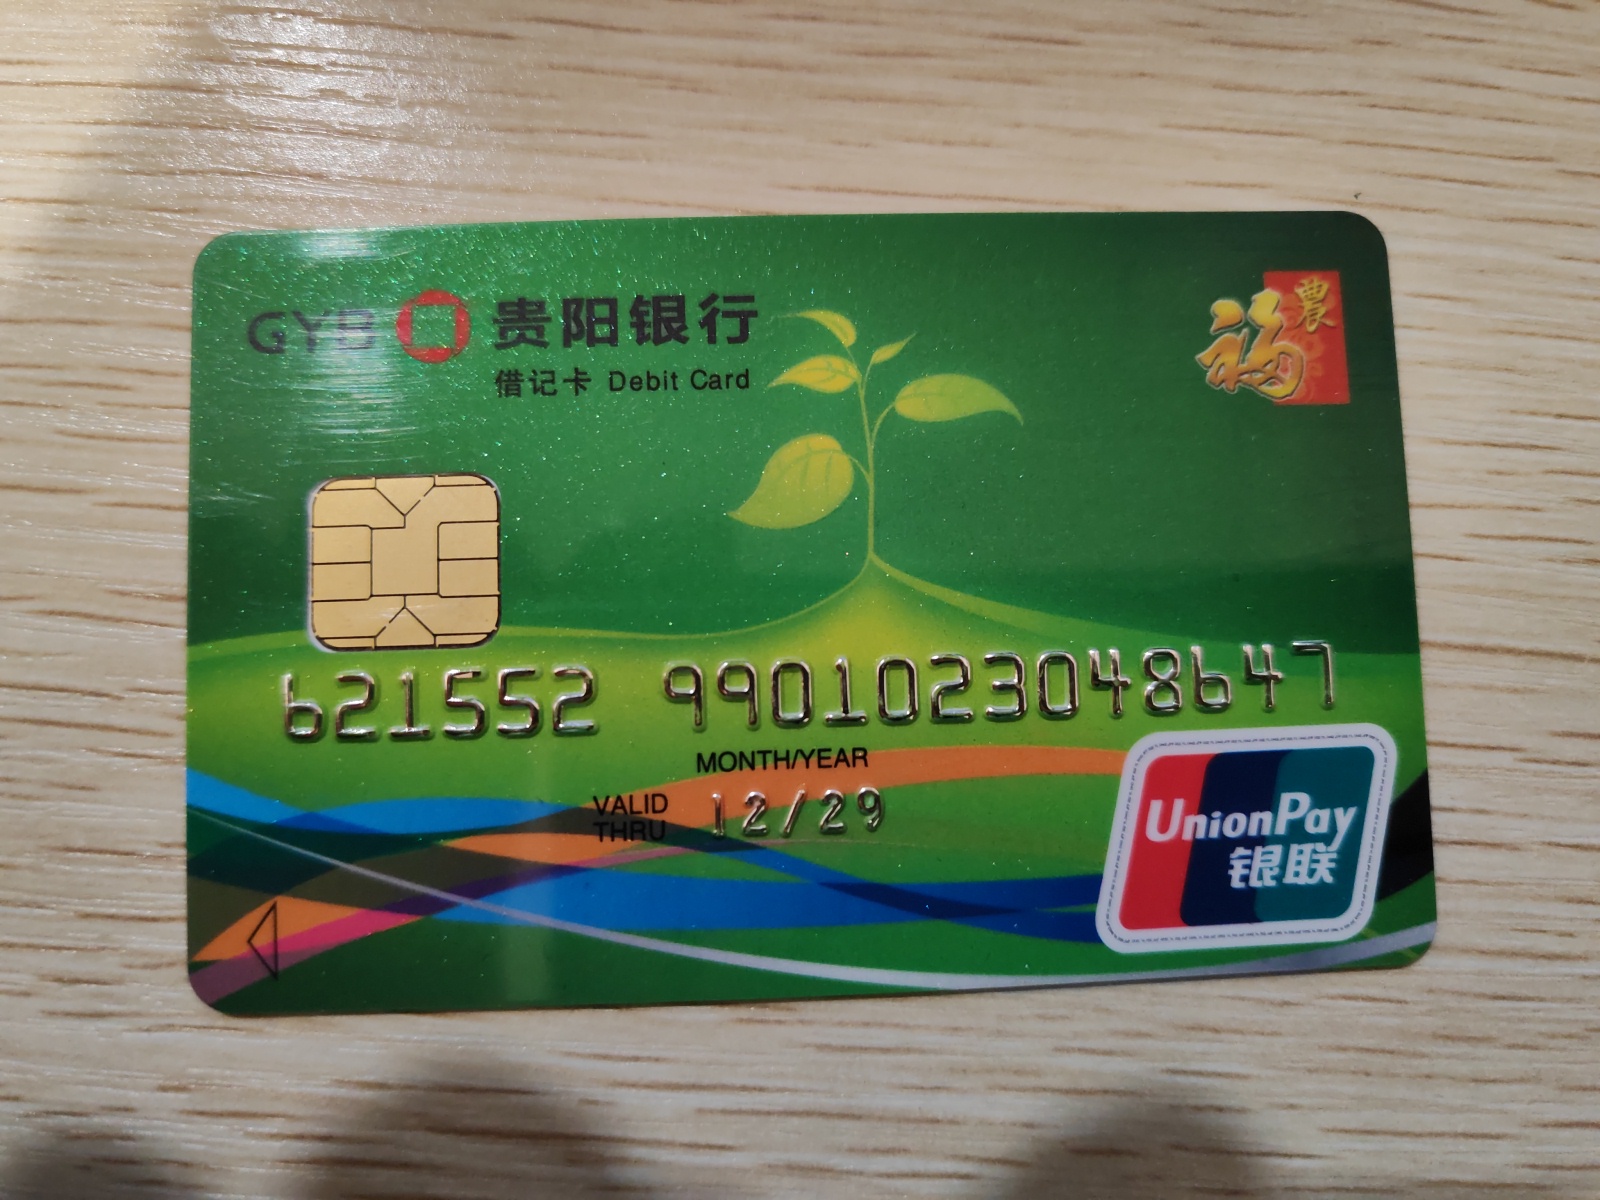 GYB 贵阳银行
借记卡 Debit Card
福農
621552 9901023048647
MONTH/YEAR
VALID THRU 12/29
UnionPay
银联